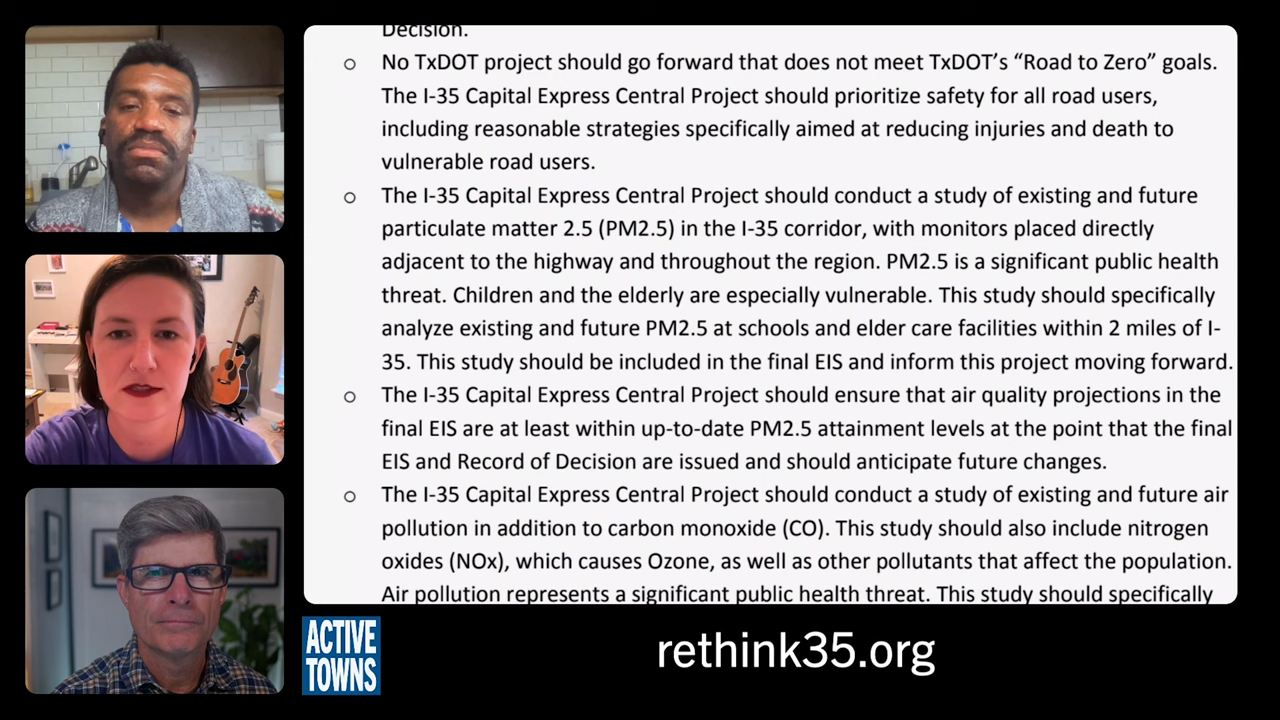 Decision.
o No TxDOT project should go forward that does not meet TxDOT’s “Road to Zero” goals.
The I-35 Capital Express Central Project should prioritize safety for all road users,
including reasonable strategies specifically aimed at reducing injuries and death to
vulnerable road users.
o The I-35 Capital Express Central Project should conduct a study of existing and future
particulate matter 2.5 (PM2.5) in the I-35 corridor, with monitors placed directly
adjacent to the highway and throughout the region. PM2.5 is a significant public health
threat. Children and the elderly are especially vulnerable. This study should specifically
analyze existing and future PM2.5 at schools and elder care facilities within 2 miles of I-
35. This study should be included in the final EIS and inform this project moving forward.
o The I-35 Capital Express Central Project should ensure that air quality projections in the
final EIS are at least within up-to-date PM2.5 attainment levels at the point that the final
EIS and Record of Decision are issued and should anticipate future changes.
o The I-35 Capital Express Central Project should conduct a study of existing and future air
pollution in addition to carbon monoxide (CO). This study should also include nitrogen
oxides (NOx), which causes Ozone, as well as other pollutants that affect the population.
Air pollution represents a significant public health threat. This study should specifically
ACTIVE
TOWNS
rethink35.org